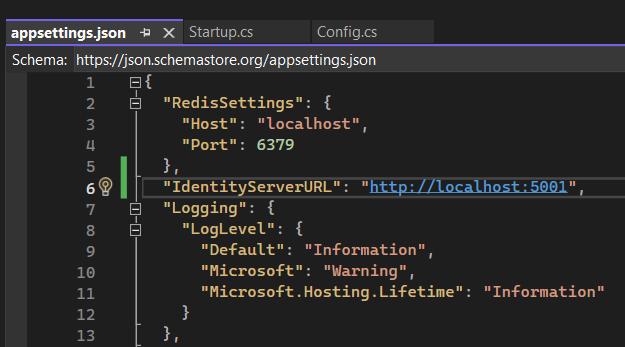 appsettings.json Startup.cs Config.cs
Schema: https://json.schemastore.org/appsettings.json
1 {
2 "RedisSettings": {
3 "Host": "localhost",
4 "Port": 6379
5 },
6 "IdentityServerURL": "http://localhost:5001",
7 "Logging": {
8 "LogLevel": {
9 "Default": "Information",
10 "Microsoft": "Warning",
11 "Microsoft.Hosting.Lifetime": "Information"
12 }
13 },